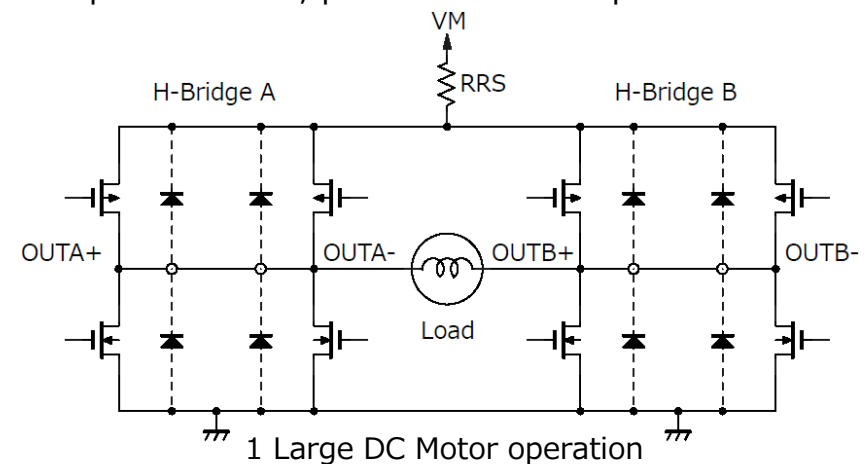 VM
RRS
H-Bridge A
H-Bridge B
OUTA+
OUTA-
OUTB+
OUTB-
Load
1 Large DC Motor operation